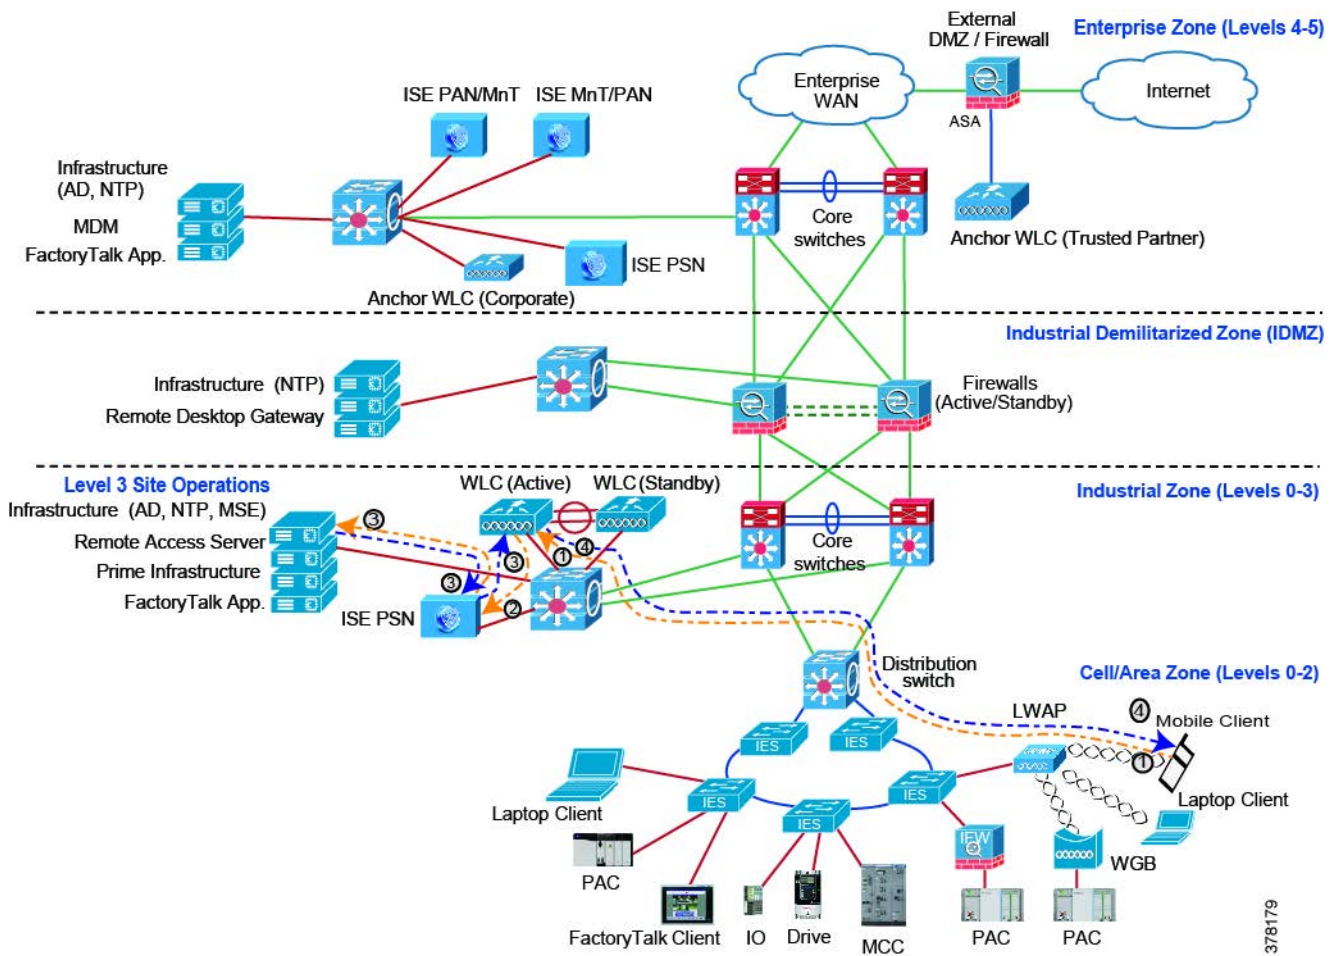 External
DMZ / Firewall
Enterprise Zone (Levels 4-5)
ISE PAN/MnT
ISE MnT/PAN
Enterprise
WAN
Internet
ASA
Infrastructure
(AD, NTP)
MDM
FactoryTalk App.
Core
switches
Anchor WLC (Trusted Partner)
ISE PSN
Anchor WLC (Corporate)
Industrial Demilitarized Zone (IDMZ)
Infrastructure (NTP)
Remote Desktop Gateway
Firewalls
(Active/Standby)
Level 3 Site Operations
WLC (Active)
WLC (Standby)
Industrial Zone (Levels 0-3)
Infrastructure (AD, NTP, MSE)
3
Remote Access Server
1
4
3
Core
switches
Prime Infrastructure
3
FactoryTalk App.
2
ISE PSN
Distribution
switch
Cell/Area Zone (Levels 0-2)
LWAP
4
Mobile Client
IES
IES
1
IES
IES
IES
Laptop Client
Laptop Client
IFW
WGB
PAC
FactoryTalk Client
IO
Drive
MCC
PAC
PAC
378179